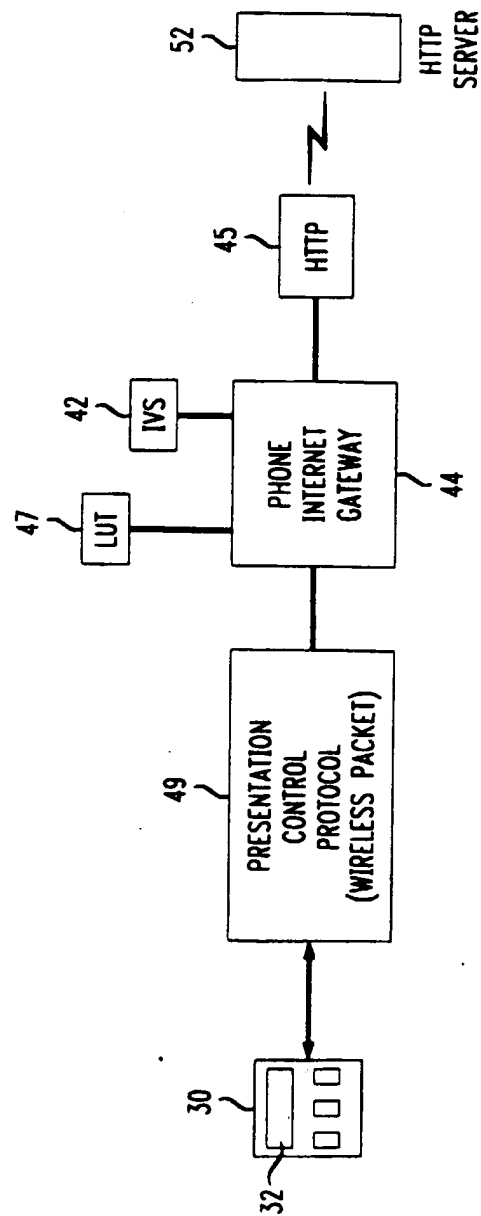 30
32
49
PRESENTATION
CONTROL
PROTOCOL
(WIRELESS PACKET)
47
LUT
42
IVS
PHONE
INTERNET
GATEWAY
44
45
HTTP
52
HTTP
SERVER